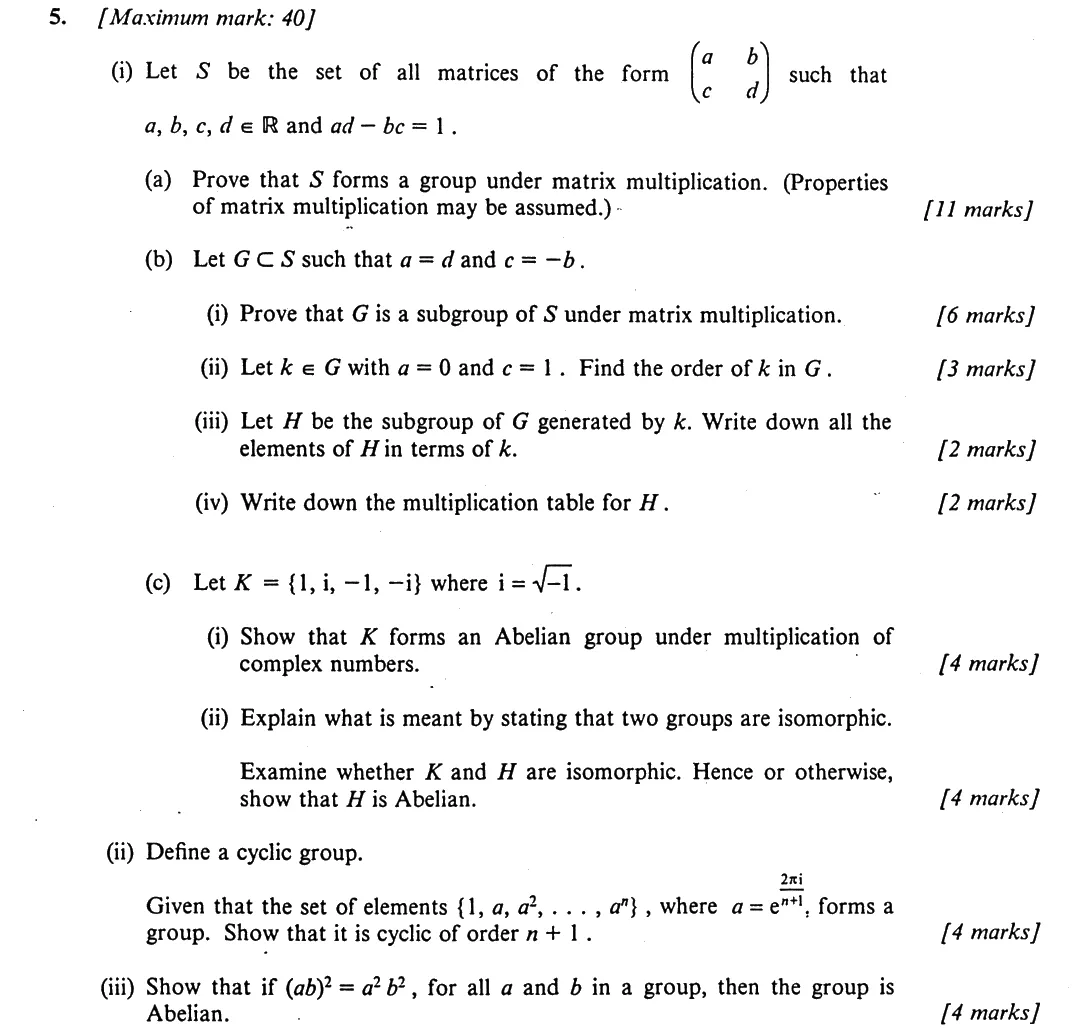 5. [Maximum mark: 40]
(i) Let S be the set of all matrices of the form (a b; c d) such that
a, b, c, d ∈ ℝ and ad − bc = 1.
(a) Prove that S forms a group under matrix multiplication. (Properties
of matrix multiplication may be assumed.) [11 marks]
(b) Let G ⊂ S such that a = d and c = −b.
(i) Prove that G is a subgroup of S under matrix multiplication. [6 marks]
(ii) Let k ∈ G with a = 0 and c = 1. Find the order of k in G. [3 marks]
(iii) Let H be the subgroup of G generated by k. Write down all the
elements of H in terms of k. [2 marks]
(iv) Write down the multiplication table for H. [2 marks]
(c) Let K = {1, i, −1, −i} where i = √−1.
(i) Show that K forms an Abelian group under multiplication of
complex numbers. [4 marks]
(ii) Explain what is meant by stating that two groups are isomorphic.
Examine whether K and H are isomorphic. Hence or otherwise,
show that H is Abelian. [4 marks]
(ii) Define a cyclic group.
Given that the set of elements {1, a, a², . . . , aⁿ}, where a = e^(2πi/(n+1)), forms a
group. Show that it is cyclic of order n + 1. [4 marks]
(iii) Show that if (ab)² = a² b², for all a and b in a group, then the group is
Abelian. [4 marks]